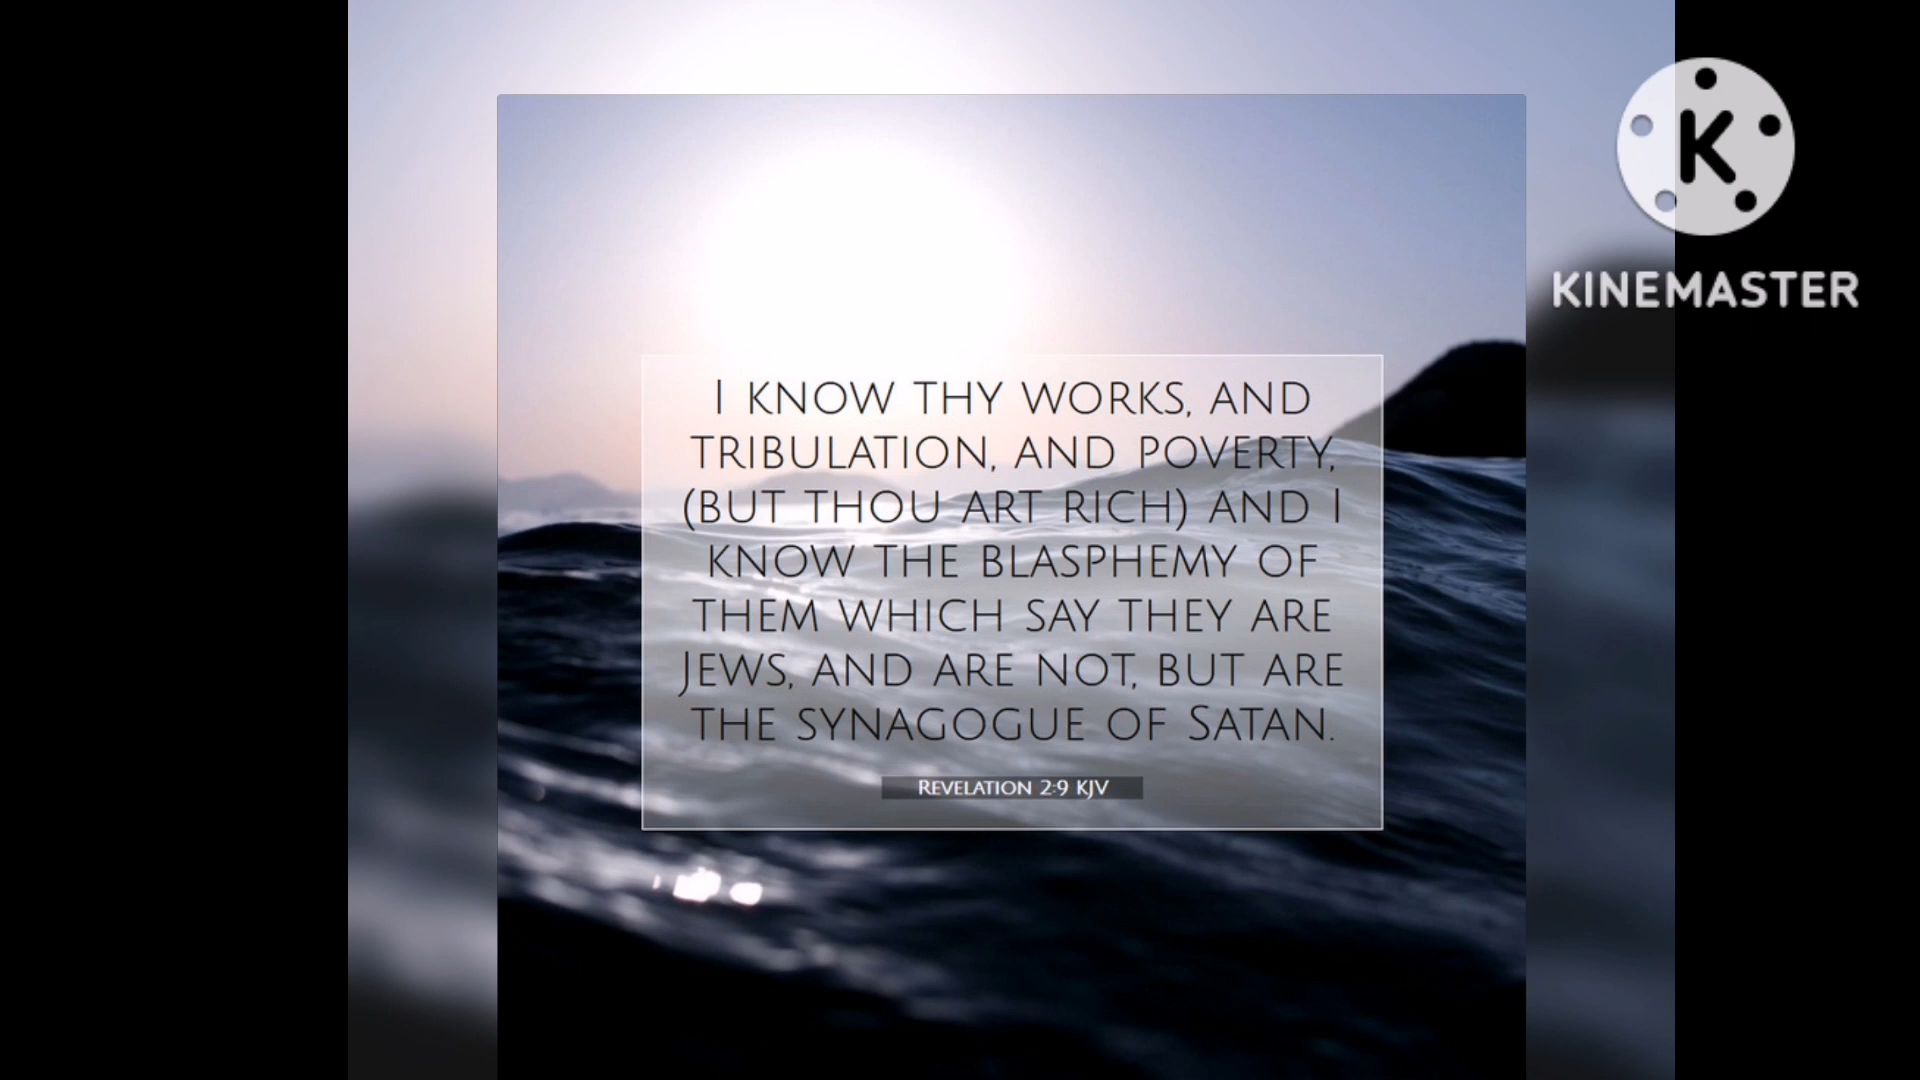 I know thy works, and
tribulation, and poverty,
(but thou art rich) and I
know the blasphemy of
them which say they are
Jews, and are not, but are
the synagogue of Satan.
Revelation 2:9 KJV
K
KINEMASTER